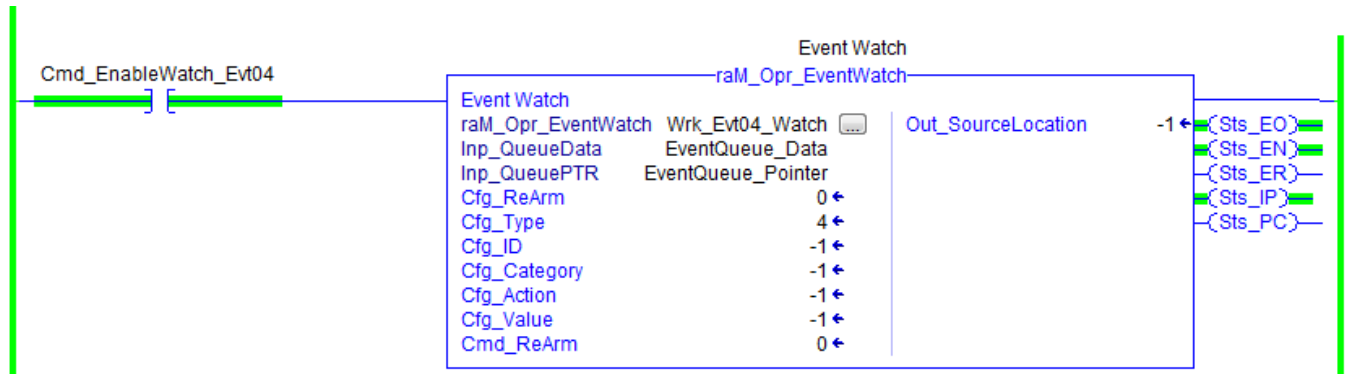 Event Watch
Cmd_EnableWatch_Evt04
raM_Opr_EventWatch
Event Watch
raM_Opr_EventWatch Wrk_Evt04_Watch ... Out_SourceLocation -1 (Sts_EO)
Inp_QueueData EventQueue_Data (Sts_EN)
Inp_QueuePTR EventQueue_Pointer (Sts_ER)
Cfg_ReArm 0 (Sts_IP)
Cfg_Type 4 (Sts_PC)
Cfg_ID -1
Cfg_Category -1
Cfg_Action -1
Cfg_Value -1
Cmd_ReArm 0